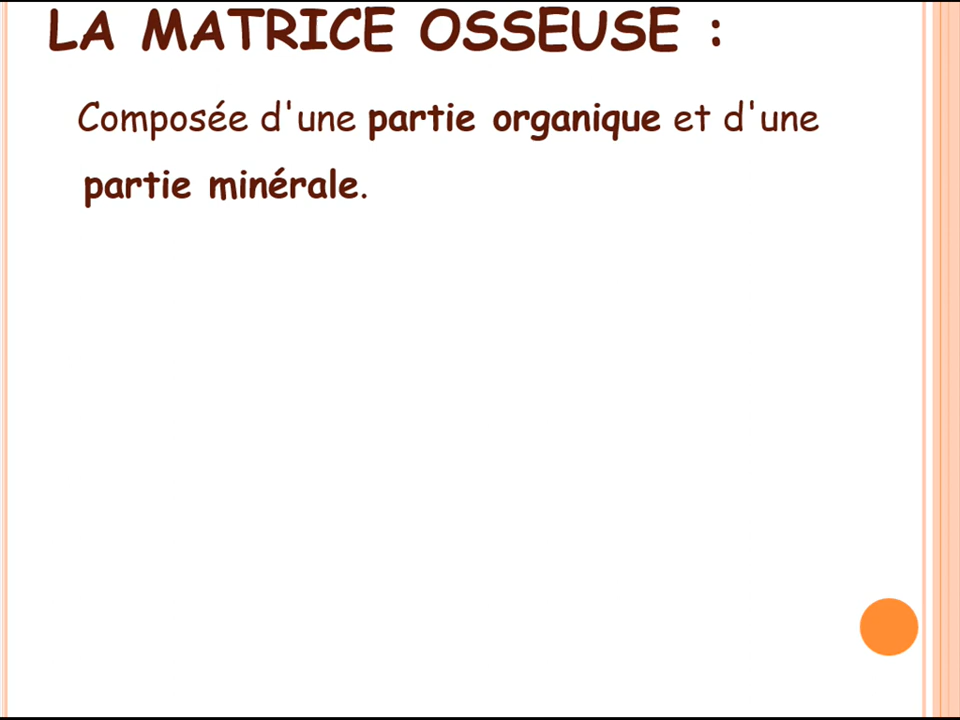 LA MATRICE OSSEUSE :
Composée d'une partie organique et d'une
partie minérale.